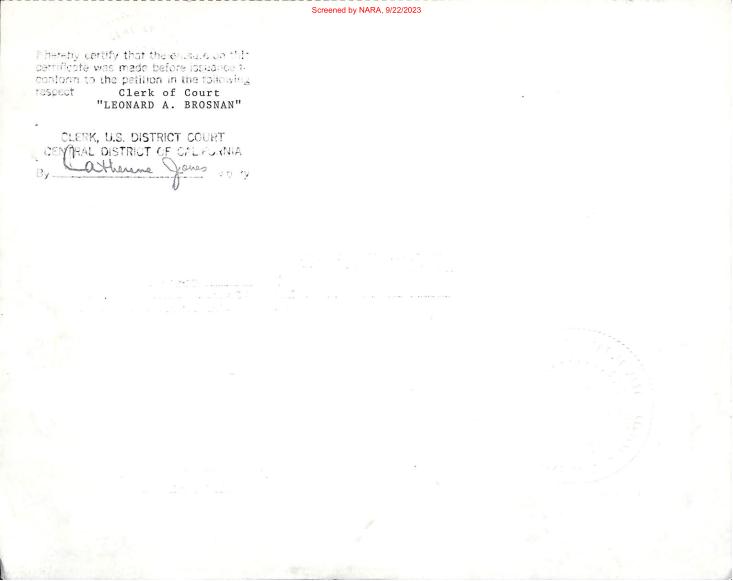 Screened by NARA, 9/22/2023
I hereby certify that the erasure on this
certificate was made before issuance to
conform to the petition in the following
respect Clerk of Court
"LEONARD A. BROSNAN"
CLERK, U.S. DISTRICT COURT
CENTRAL DISTRICT OF CALIFORNIA
By Catherine Jones